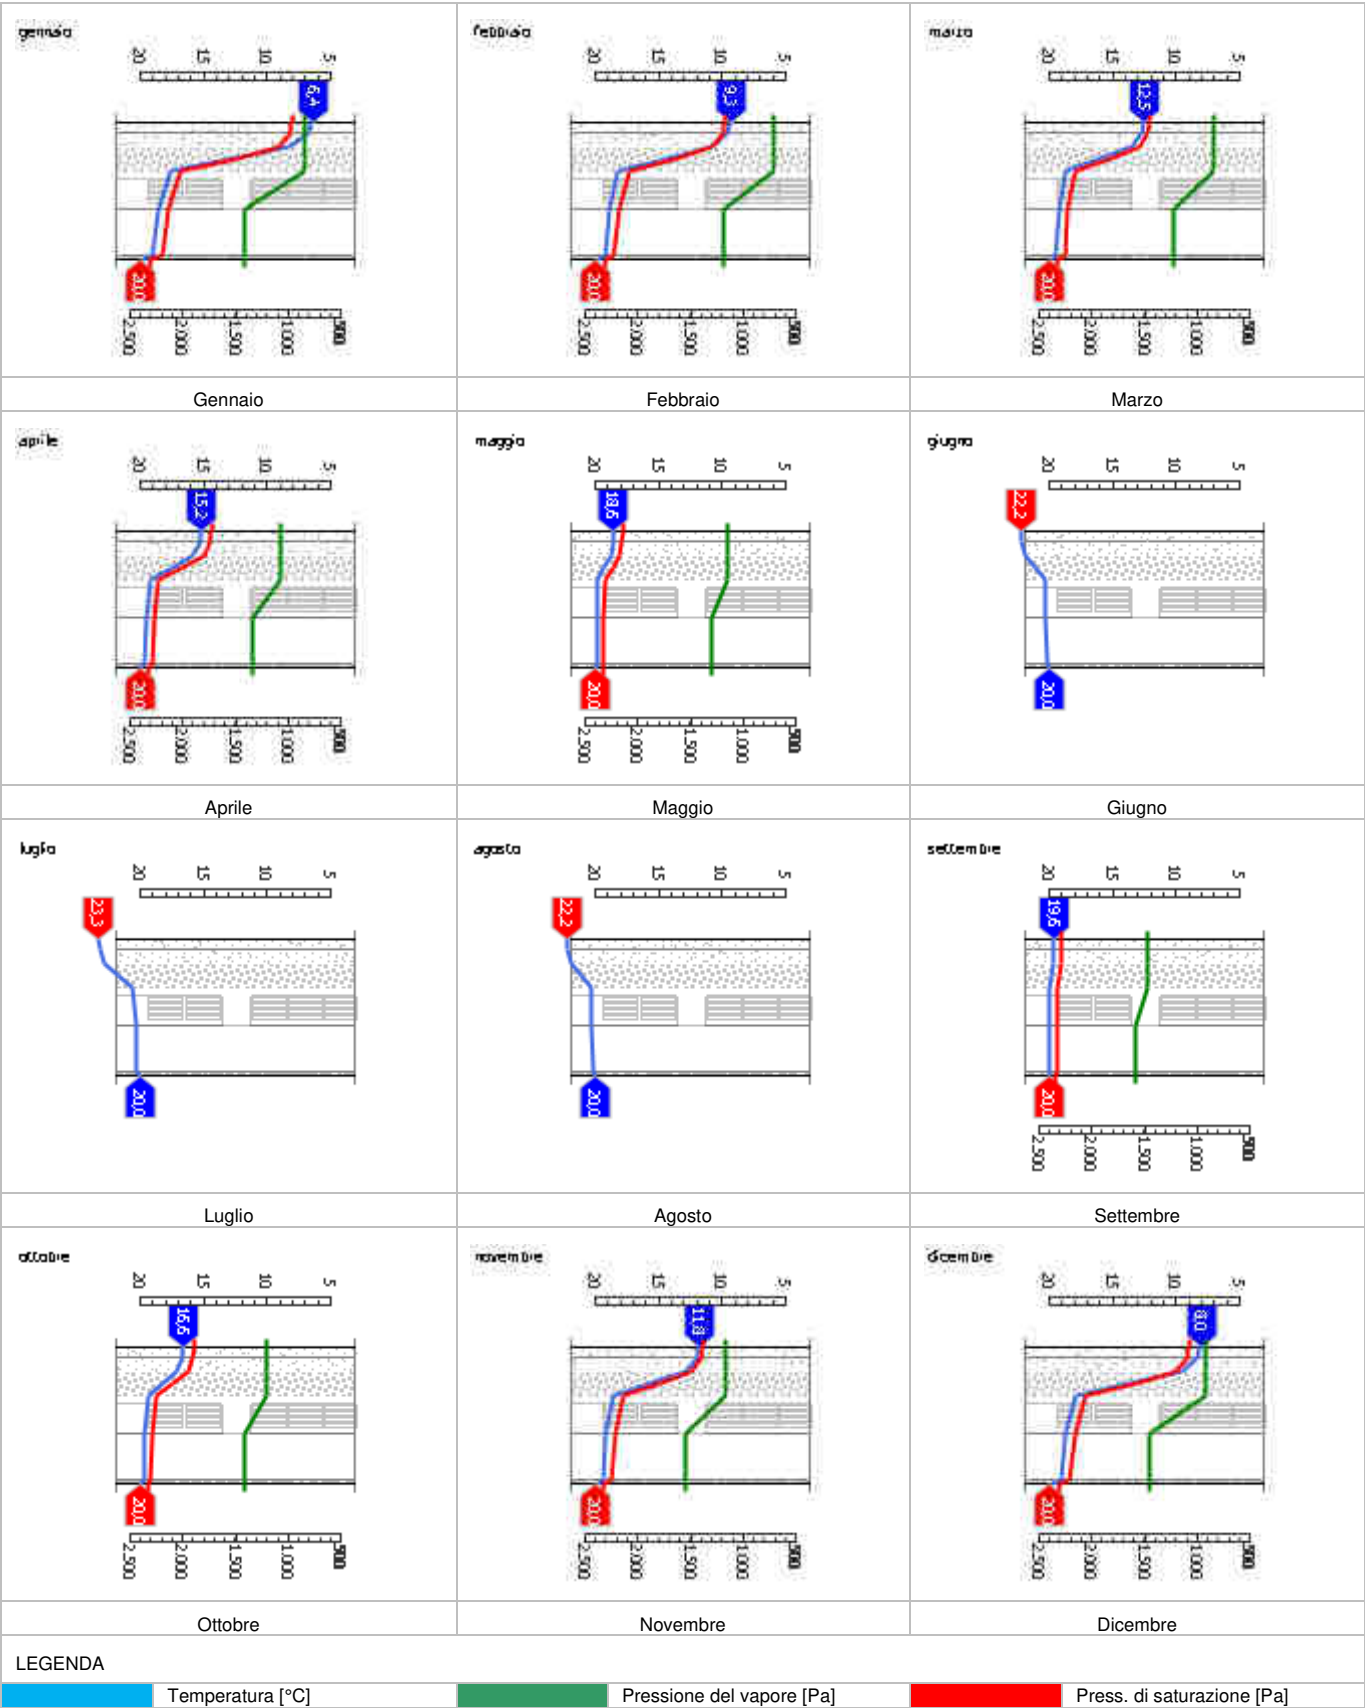 gennaio febbraio marzo
20 15 10 5 20 15 10 5 20 15 10 5
6,4 9,3 12,5
20,0 20,0 20,0
2.500 2.000 1.500 1.000 500 2.500 2.000 1.500 1.000 500 2.500 2.000 1.500 1.000 500
Gennaio Febbraio Marzo
aprile maggio giugno
20 15 10 5 20 15 10 5 20 15 10 5
15,2 18,6 22,2
20,0 20,0 20,0
2.500 2.000 1.500 1.000 500 2.500 2.000 1.500 1.000 500
Aprile Maggio Giugno
luglio agosto settembre
20 15 10 5 20 15 10 5 20 15 10 5
23,3 22,2 19,6
20,0 20,0 20,0
2.500 2.000 1.500 1.000 500
Luglio Agosto Settembre
ottobre novembre dicembre
20 15 10 5 20 15 10 5 20 15 10 5
16,6 11,8 8,0
20,0 20,0 20,0
2.500 2.000 1.500 1.000 500 2.500 2.000 1.500 1.000 500 2.500 2.000 1.500 1.000 500
Ottobre Novembre Dicembre
LEGENDA
Temperatura [°C] Pressione del vapore [Pa] Press. di saturazione [Pa]